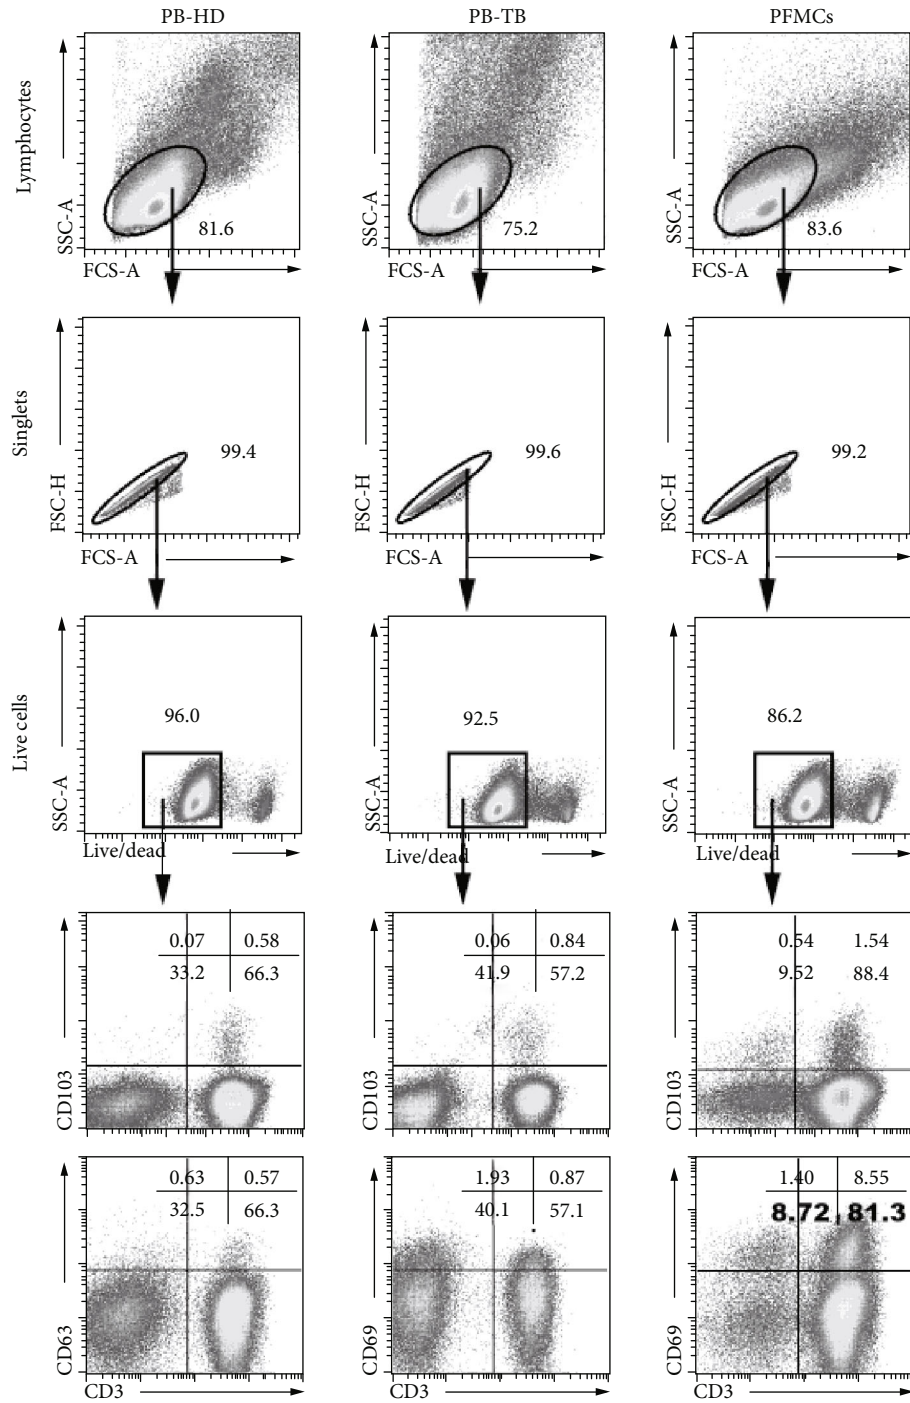 PB-HD PB-TB PFMCs
Lymphocytes
SSC-A SSC-A SSC-A
81.6 75.2 83.6
FCS-A FCS-A FCS-A
Singlets
99.4 99.6 99.2
FSC-H FSC-H FSC-H
FCS-A FCS-A FCS-A
Live cells
96.0 92.5 86.2
SSC-A SSC-A SSC-A
Live/dead Live/dead Live/dead
0.07 0.58 0.06 0.84 0.54 1.54
33.2 66.3 41.9 57.2 9.52 88.4
CD103 CD103 CD103
0.63 0.57 1.93 0.87 1.40 8.55
32.5 66.3 40.1 57.1 8.72 81.3
CD63 CD69 CD69
CD3 CD3 CD3